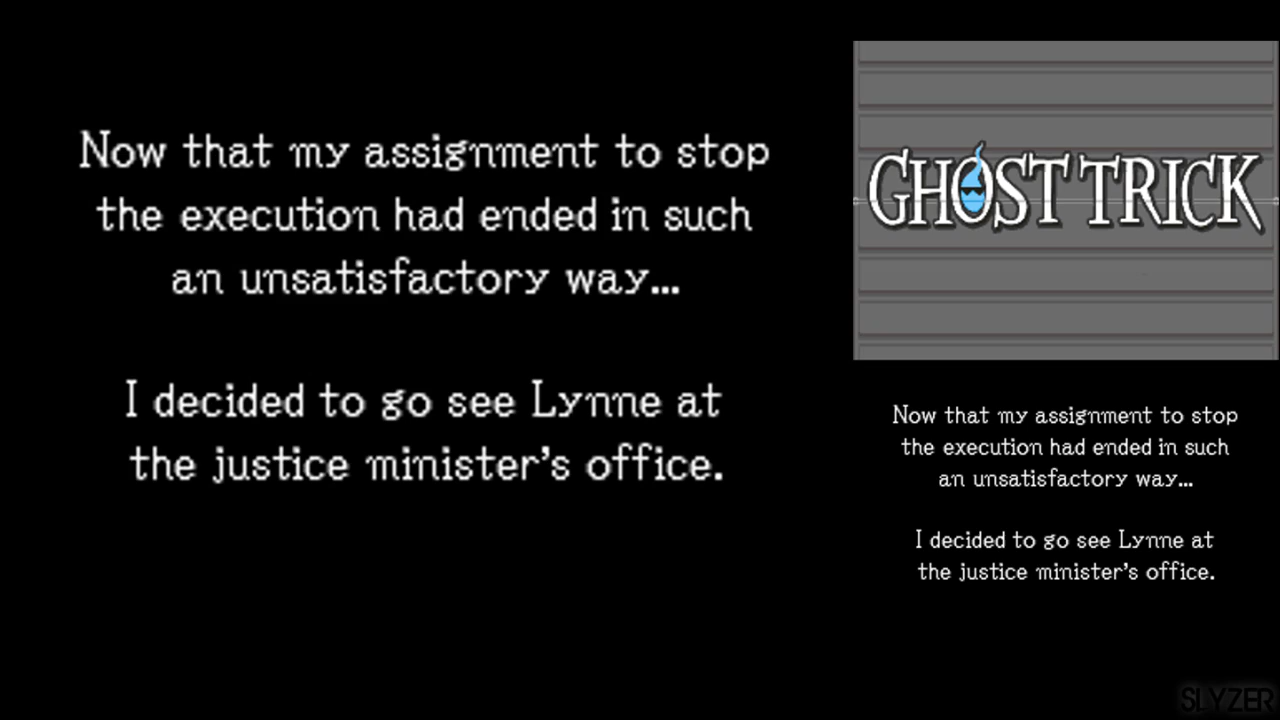 Now that my assignment to stop
the execution had ended in such
an unsatisfactory way...
I decided to go see Lynne at
the justice minister's office.
GHOST TRICK
Now that my assignment to stop
the execution had ended in such
an unsatisfactory way...
I decided to go see Lynne at
the justice minister's office.
SLYZER